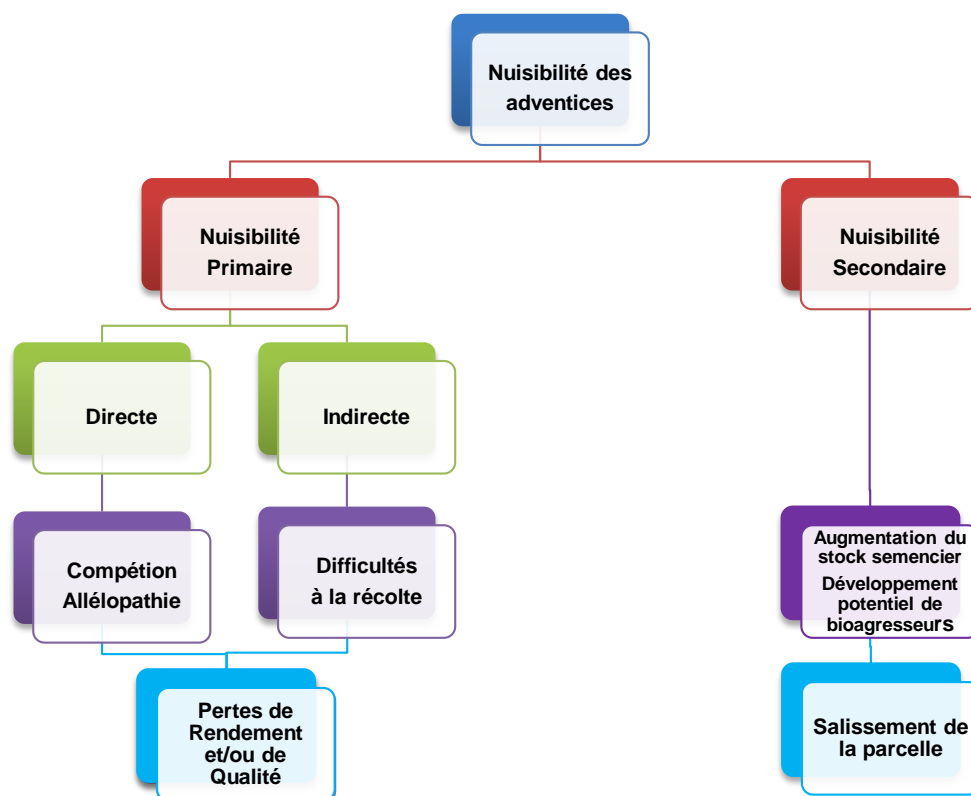 Nuisibilité des
adventices
Nuisibilité
Primaire
Nuisibilité
Secondaire
Directe
Indirecte
Compétion
Allélopathie
Difficultés
à la récolte
Augmentation du
stock semencier
Développement
potentiel de
bioagresseurs
Pertes de
Rendement
et/ou de
Qualité
Salissement de
la parcelle